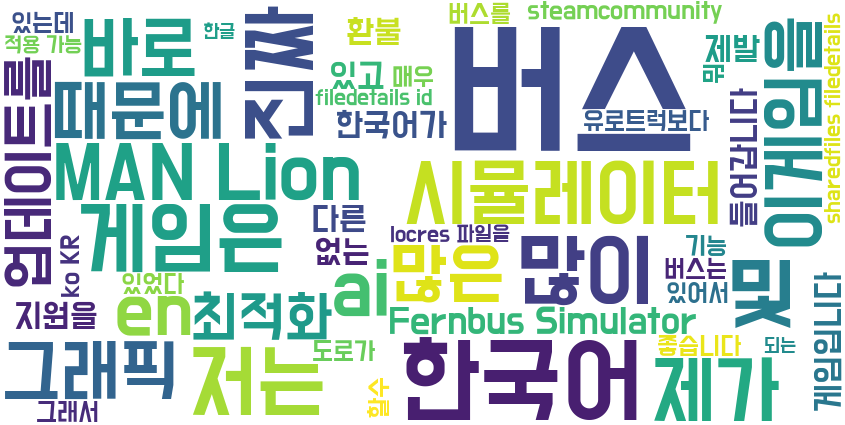 있는데
버스를
steamcommunity
적용 가능
한글
진짜
환불
바로
제발
뭐
게임을
sharedfiles filedetails
업데이트를
때문에
있고
매우
filedetails id
한국어가
버스
유로트럭보다
들어갑니다
MAN Lion
시뮬레이터
게임은
다른
없는
locres 파일을
많은
많이
기능
버스는
있어서
및
ko KR
있었다
지원을
en
최적화
ai
Fernbus Simulator
게임입니다
그래픽
저는
도로가
한국어
좋습니다
되는
제가
할수
그래서